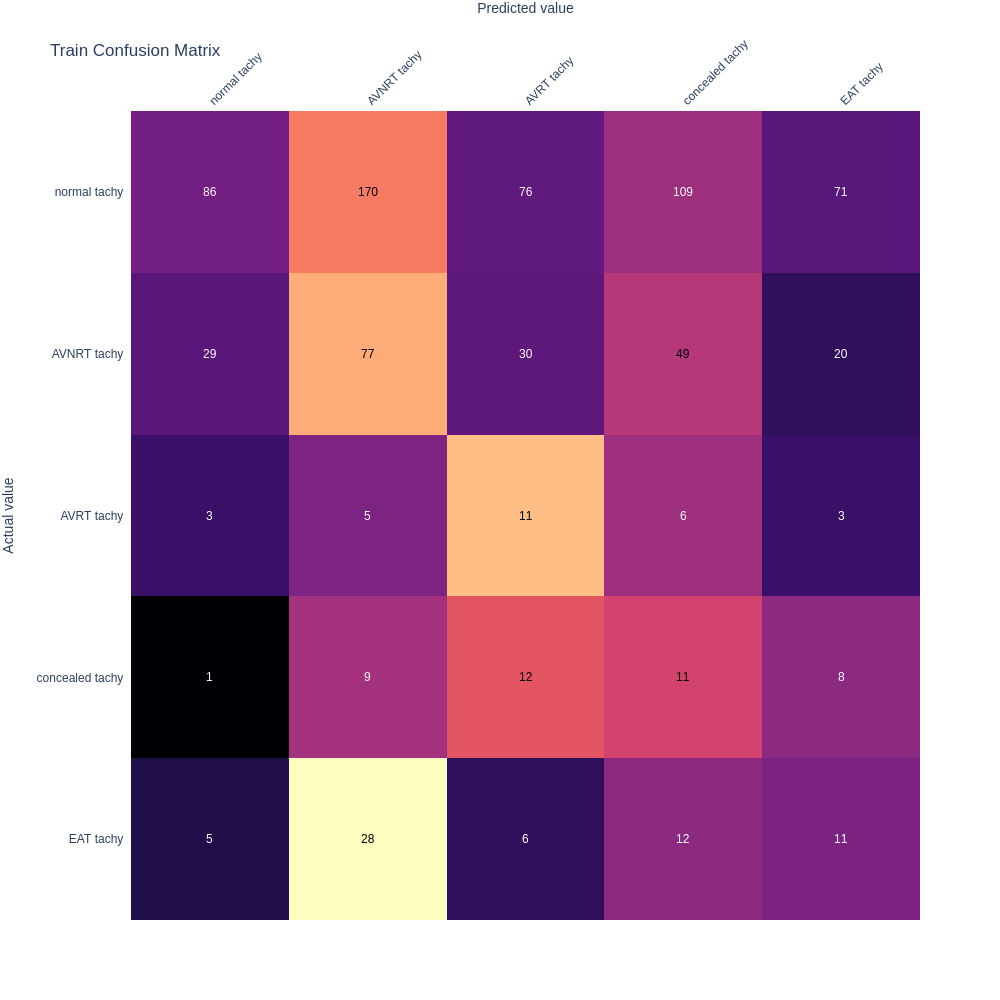 Predicted value
Train Confusion Matrix
normal tachy
AVNRT tachy
AVRT tachy
concealed tachy
EAT tachy
normal tachy 86 170 76 109 71
AVNRT tachy 29 77 30 49 20
AVRT tachy 3 5 11 6 3
concealed tachy 1 9 12 11 8
EAT tachy 5 28 6 12 11
Actual value